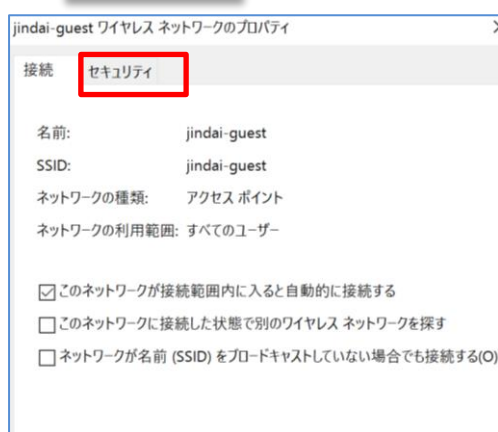 jindai-guest ワイヤレス ネットワークのプロパティ
接続 セキュリティ
名前: jindai-guest
SSID: jindai-guest
ネットワークの種類: アクセス ポイント
ネットワークの利用範囲: すべてのユーザー
このネットワークが接続範囲内に入ると自動的に接続する
このネットワークに接続した状態で別のワイヤレス ネットワークを探す
ネットワークが名前 (SSID) をブロードキャストしていない場合でも接続する(O)